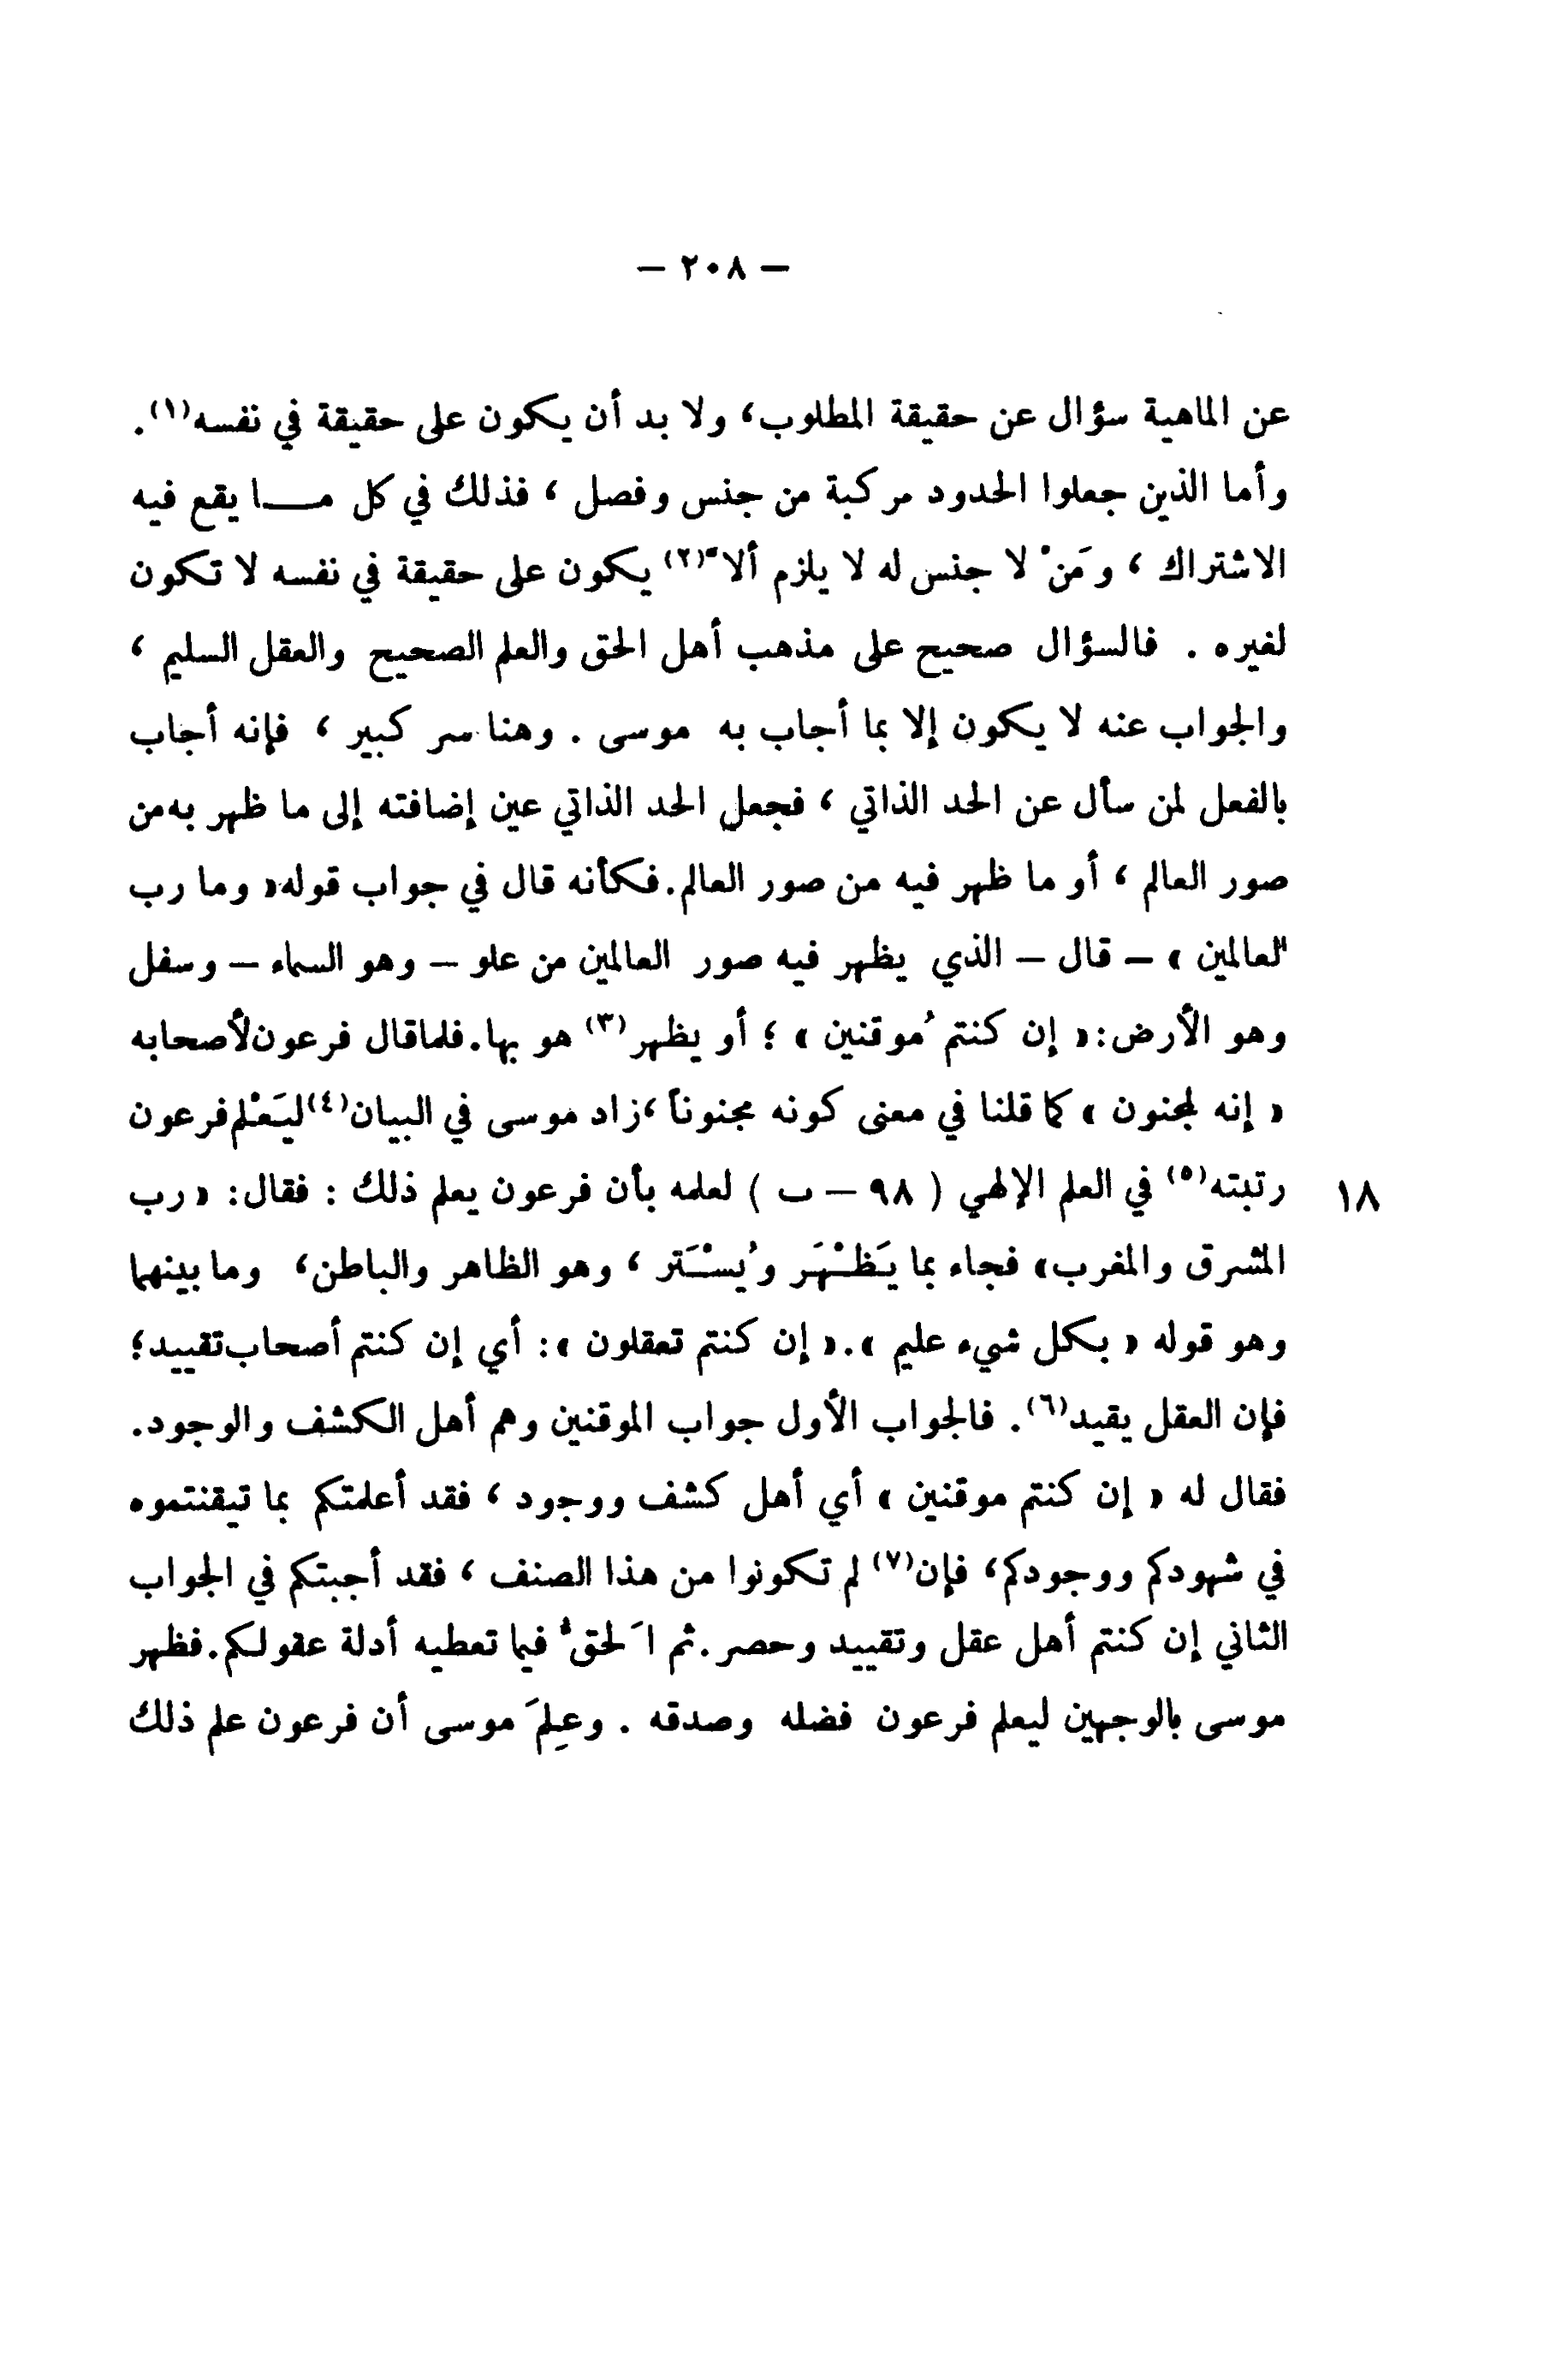 — ٢٠٨ —
عن الماهية سؤال عن حقيقة المطلوب، ولا بد أن يكون على حقيقة في نفسه(١).
وأما الذين جعلوا الحدود مركبة من جنس وفصل ، فذلك في كل مـــا يقع فيه
الاشتراك ، ومَنْ لا جنس له لا يلزم ألاَّ(٢) يكون على حقيقة في نفسه لا تكون
لغيره . فالسؤال صحيح على مذهب أهل الحق والعلم الصحيح والعقل السليم ،
والجواب عنه لا يكون إلا بما أجاب به موسى . وهنا سر كبير ، فإنه أجاب
بالفعل لمن سأل عن الحد الذاتي ، فجعل الحد الذاتي عين إضافته إلى ما ظهر به من
صور العالم ، أو ما ظهر فيه من صور العالم. فكأنه قال في جواب قوله« وما رب
العالمين » – قال – الذي يظهر فيه صور العالمين من علو – وهو السماء – وسفل
وهو الأرض:« إن كنتم مُوقنين » ؛ أو يظهر(٣) هو بها. فلما قال فرعون لأصحابه
« إنه لمجنون » كما قلنا في معنى كونه مجنوناً ، زاد موسى في البيان(٤) ليَعْلم فرعون
رتبته(٥) في العلم الإلهي ( ٩٨ – ب ) لعلمه بأن فرعون يعلم ذلك : فقال: « رب
١٨
المشرق والمغرب» فجاء بما يَظْهَر ويُسْتَر ، وهو الظاهر والباطن، وما بينهما
وهو قوله « بكل شيء عليم ».« إن كنتم تعقلون »: أي إن كنتم أصحاب تقييد؛
فإن العقل يقيد(٦). فالجواب الأول جواب الموقنين وهم أهل الكشف والوجود.
فقال له « إن كنتم موقنين » أي أهل كشف ووجود ، فقد أعلمتكم بما تيقنتموه
في شهودكم ووجودكم، فإن(٧) لم تكونوا من هذا الصنف ، فقد أجبتكم في الجواب
الثاني إن كنتم أهل عقل وتقييد وحصر. ثم الَحقُّ فيما تعطيه أدلة عقولكم. فظهر
موسى بالوجهين ليعلم فرعون فضله وصدقه . وعلِمَ موسى أن فرعون علم ذلك